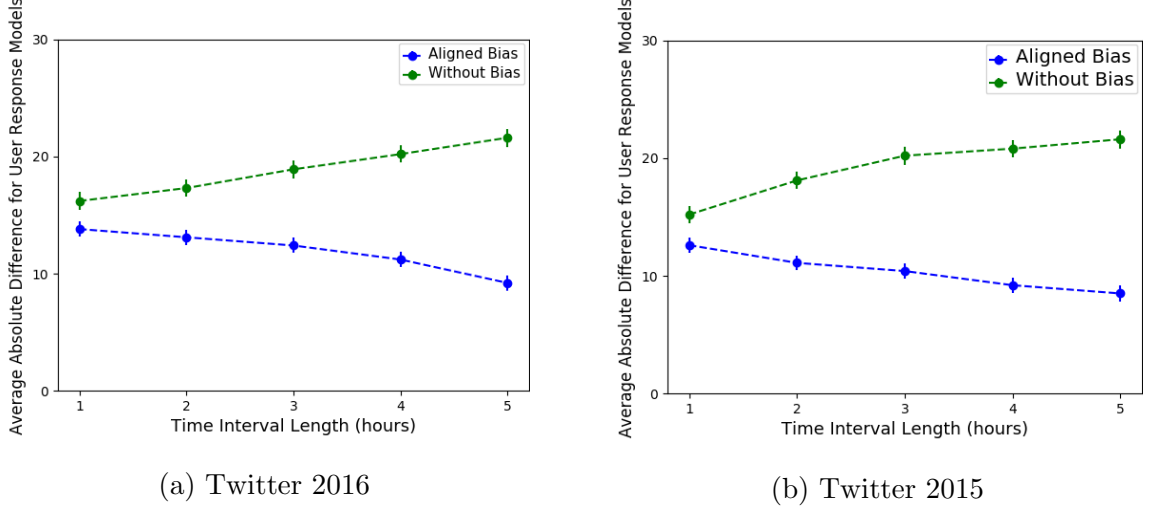 Average Absolute Difference for User Response Models
30
20
10
0
Aligned Bias
Without Bias
1 2 3 4 5
Time Interval Length (hours)
(a) Twitter 2016
Average Absolute Difference for User Response Models
30
20
10
0
Aligned Bias
Without Bias
1 2 3 4 5
Time Interval Length (hours)
(b) Twitter 2015